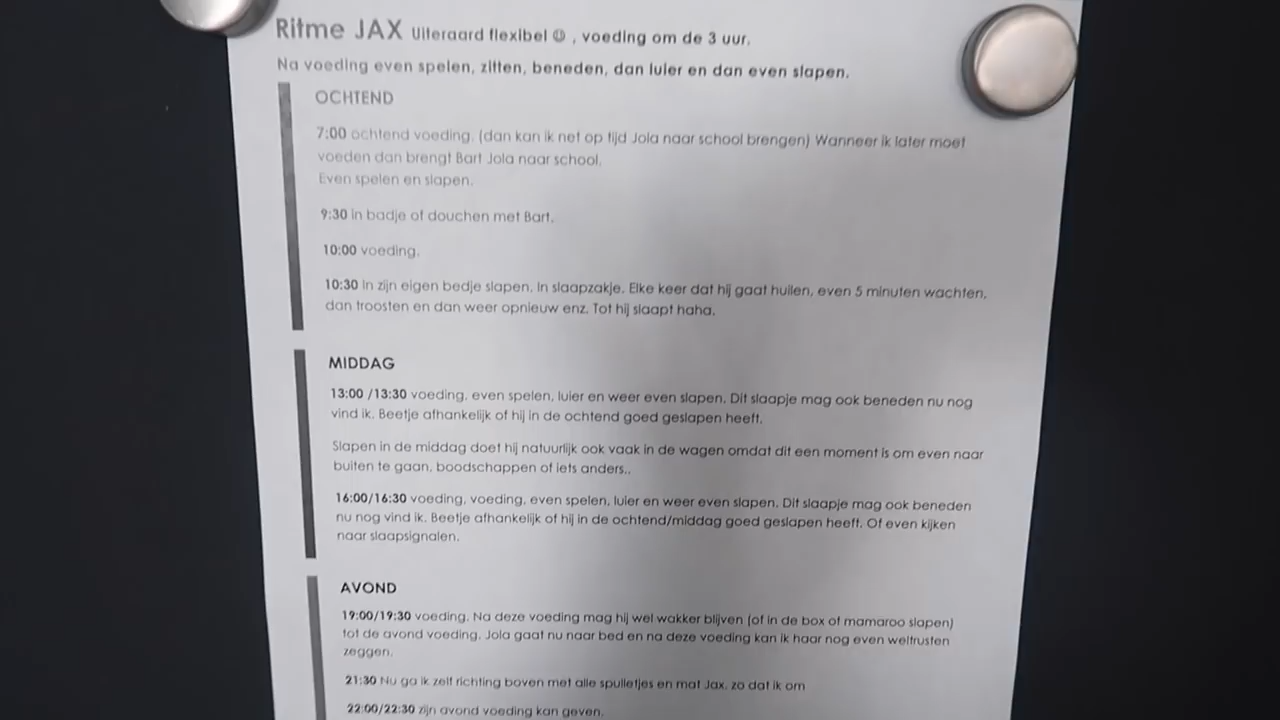 Ritme JAX Uiteraard flexibel ☺ , voeding om de 3 uur.
Na voeding even spelen, zitten, beneden, dan luier en dan even slapen.
OCHTEND
7:00 ochtend voeding. (dan kan ik net op tijd Jola naar school brengen) Wanneer ik later moet
voeden dan brengt Bart Jola naar school.
Even spelen en slapen.
9:30 in badje of douchen met Bart.
10:00 voeding.
10:30 in zijn eigen bedje slapen. In slaapzakje. Elke keer dat hij gaat huilen, even 5 minuten wachten,
dan troosten en dan weer opnieuw enz. Tot hij slaapt haha.
MIDDAG
13:00 /13:30 voeding, even spelen, luier en weer even slapen. Dit slaapje mag ook beneden nu nog
vind ik. Beetje afhankelijk of hij in de ochtend goed geslapen heeft.
Slapen in de middag doet hij natuurlijk ook vaak in de wagen omdat dit een moment is om even naar
buiten te gaan, boodschappen of iets anders..
16:00/16:30 voeding, voeding, even spelen, luier en weer even slapen. Dit slaapje mag ook beneden
nu nog vind ik. Beetje afhankelijk of hij in de ochtend/middag goed geslapen heeft. Of even kijken
naar slaapsignalen.
AVOND
19:00/19:30 voeding. Na deze voeding mag hij wel wakker blijven (of in de box of mamaroo slapen)
tot de avond voeding. Jola gaat nu naar bed en na deze voeding kan ik haar nog even weltrusten
zeggen.
21:30 Nu ga ik zelf richting boven met alle spulletjes en mat Jax. zo dat ik om
22:00/22:30 zijn avond voeding kan geven.